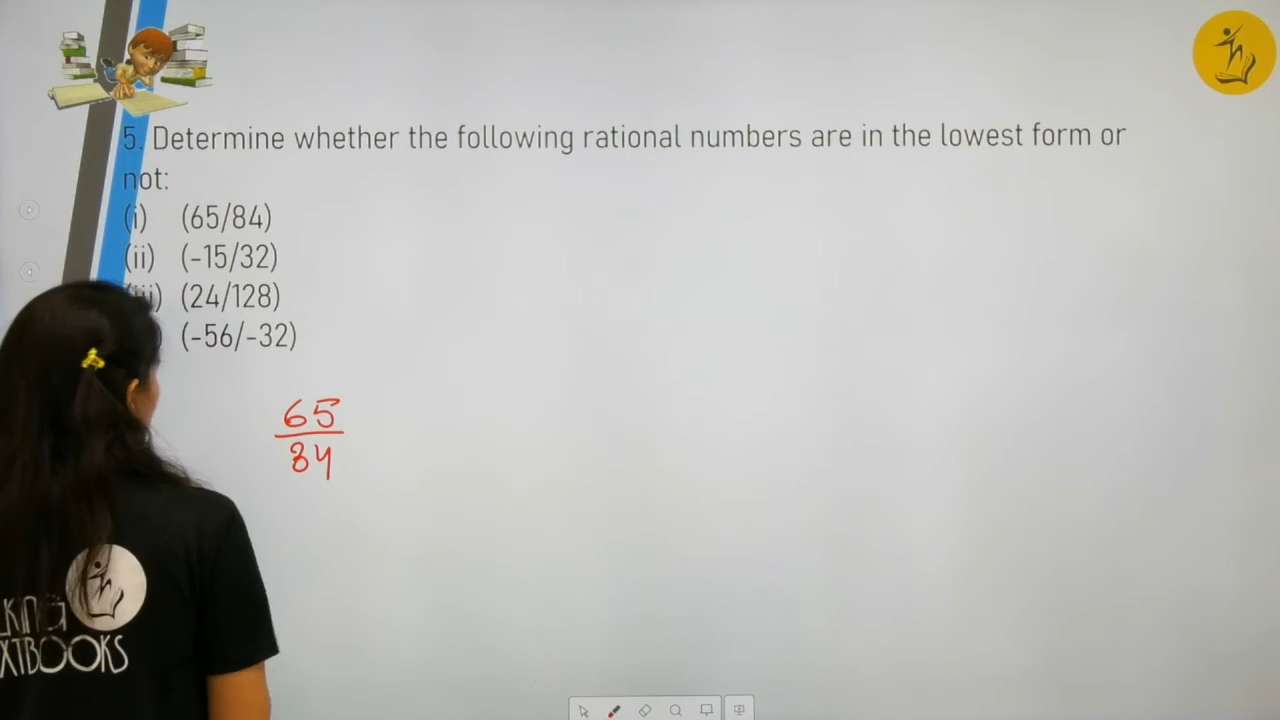 5. Determine whether the following rational numbers are in the lowest form or
not:
(i) (65/84)
(ii) (-15/32)
(iii) (24/128)
(-56/-32)
65
84